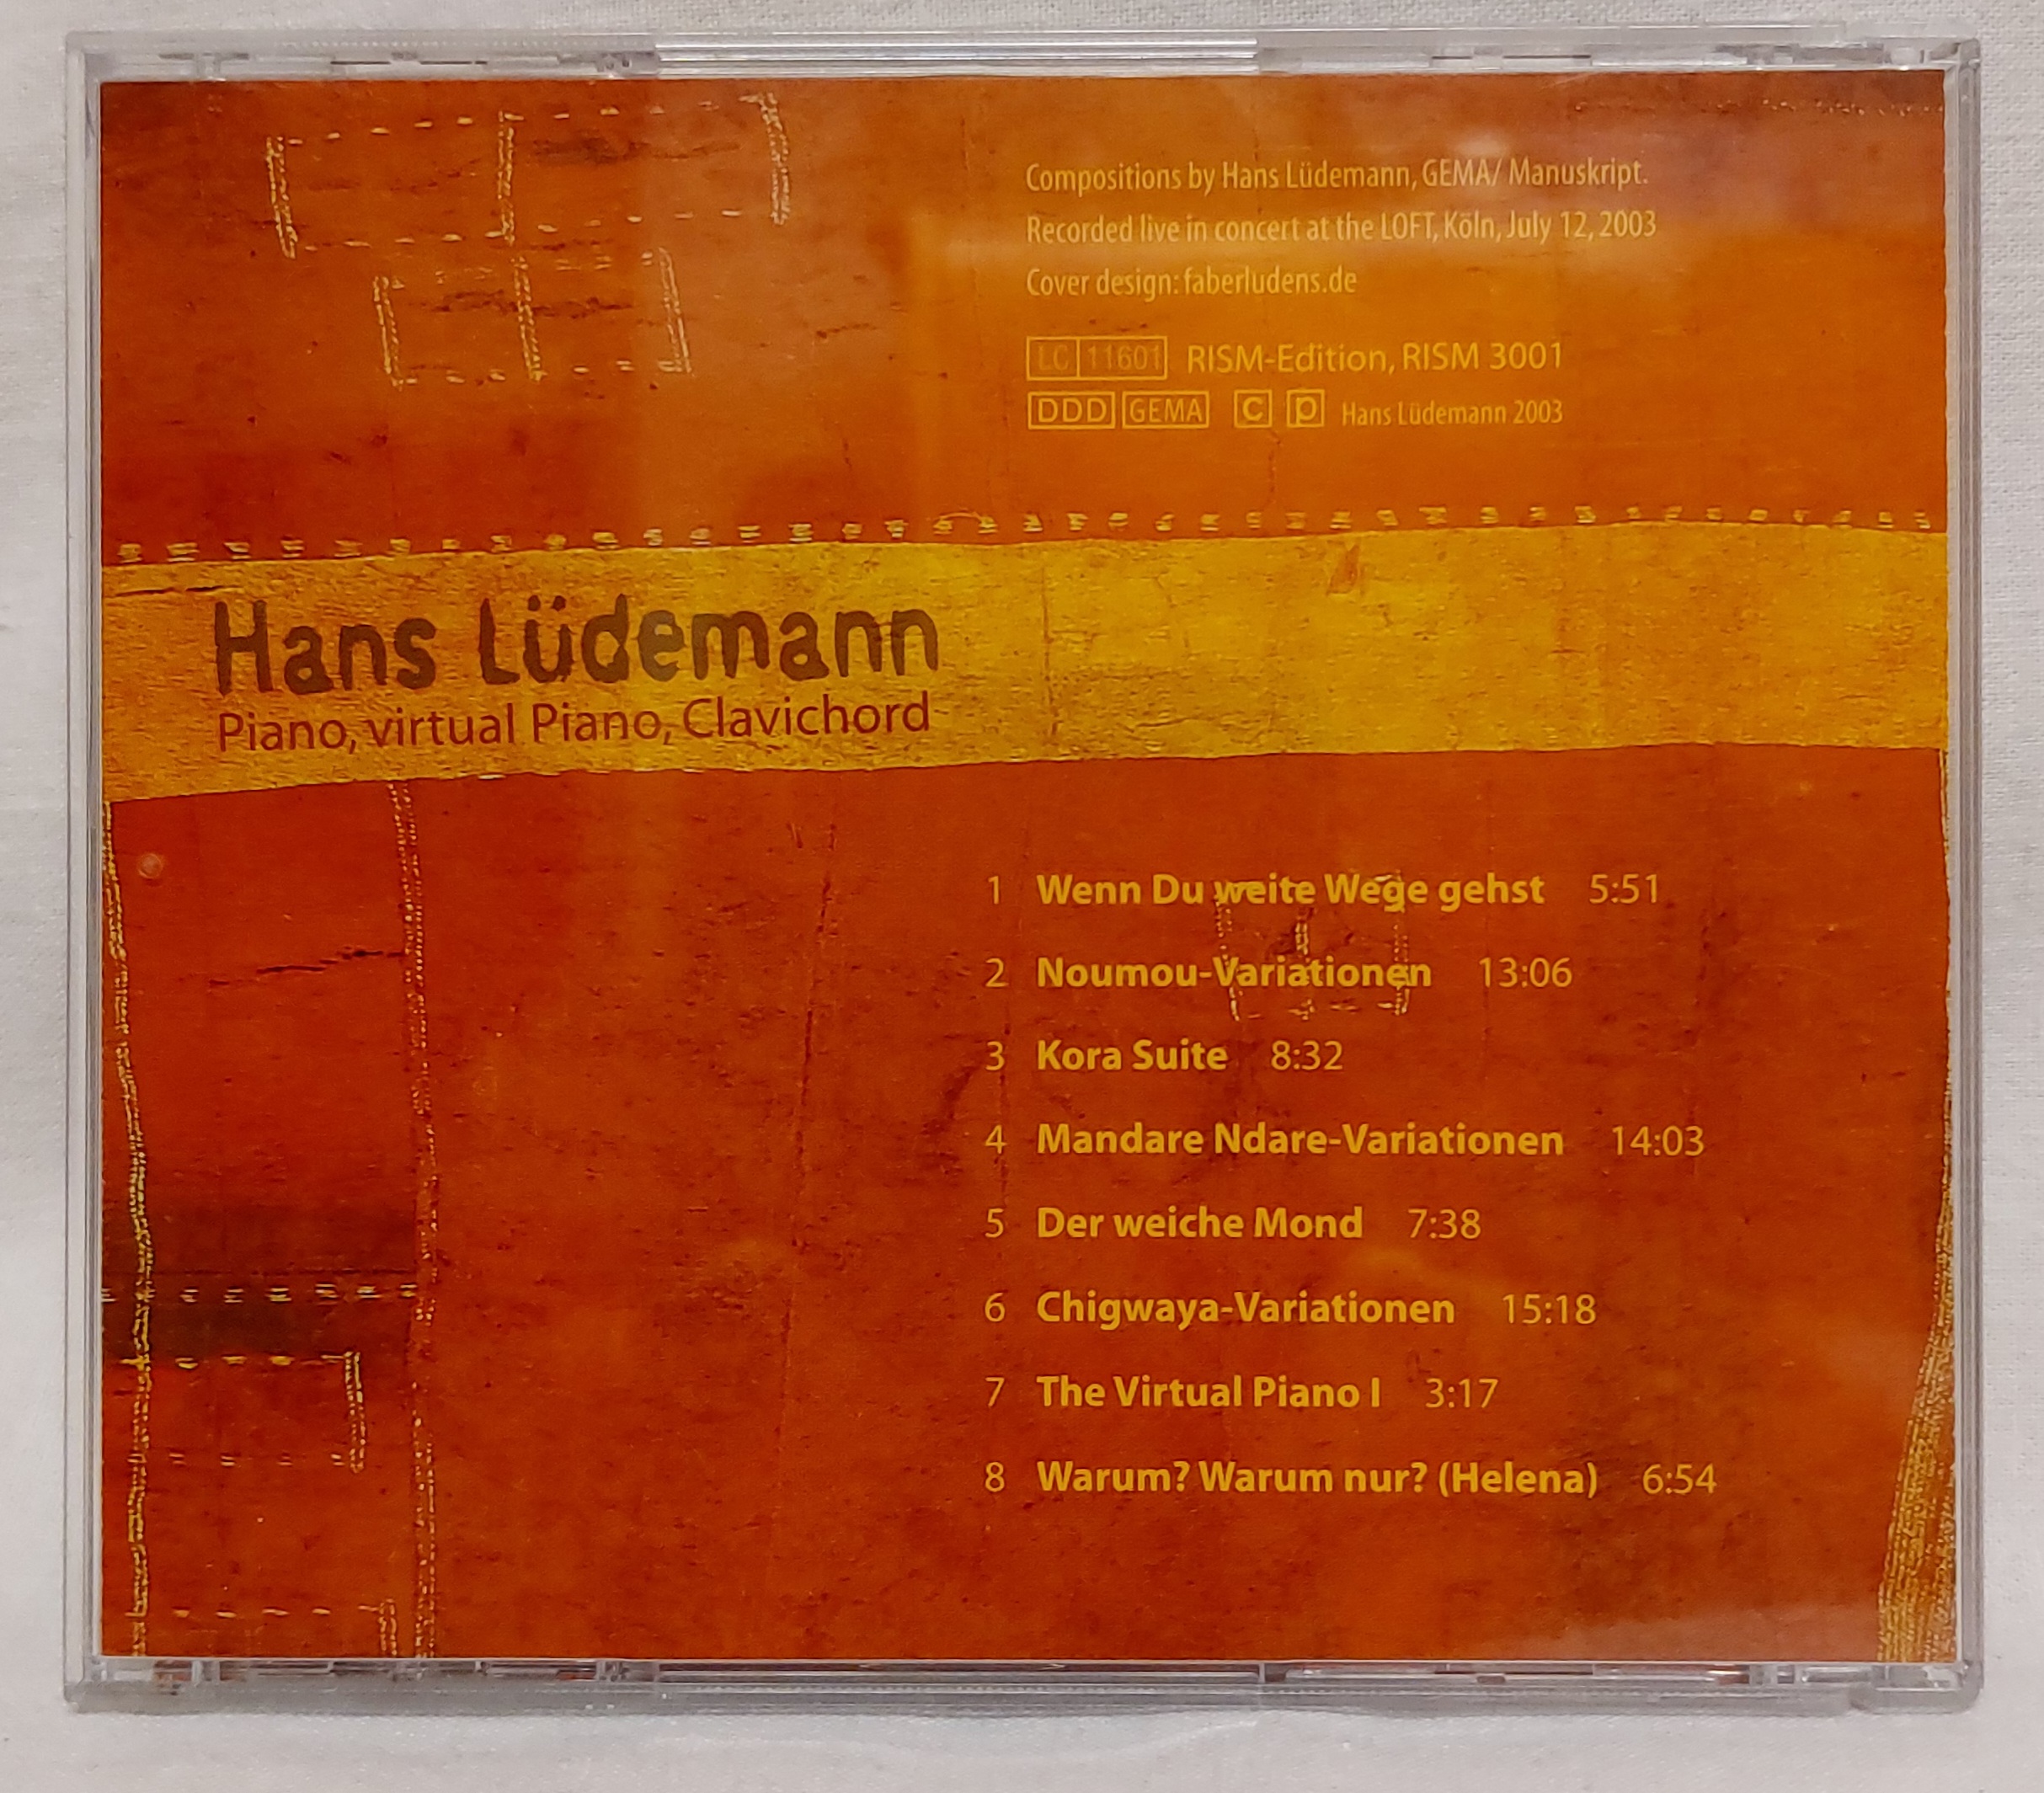 Compositions by Hans Lüdemann, GEMA/ Manuskript.
Recorded live in concert at the LOFT, Köln, July 12, 2003
Cover design: faberludens.de
LC 11601 RISM-Edition, RISM 3001
DDD GEMA C P Hans Lüdemann 2003
Hans Lüdemann
Piano, virtual Piano, Clavichord
1 Wenn Du weite Wege gehst 5:51
2 Noumou-Variationen 13:06
3 Kora Suite 8:32
4 Mandare Ndare-Variationen 14:03
5 Der weiche Mond 7:38
6 Chigwaya-Variationen 15:18
7 The Virtual Piano I 3:17
8 Warum? Warum nur? (Helena) 6:54